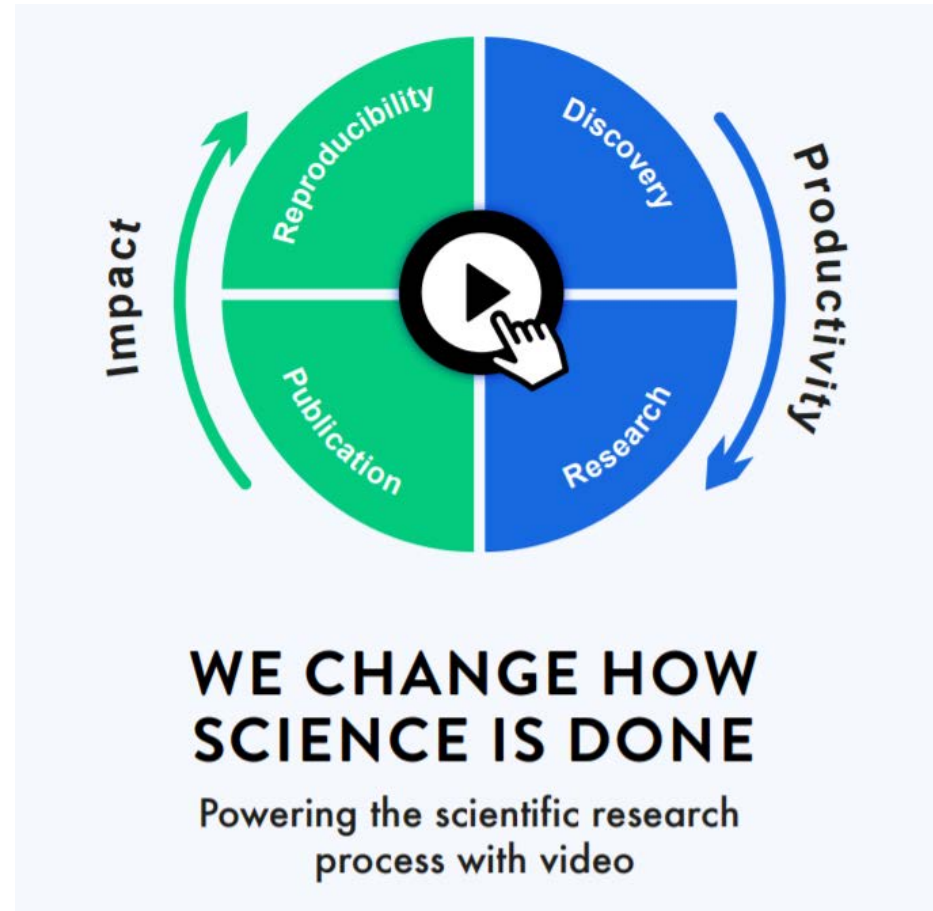 Reproducibility
Discovery
Impact
Productivity
Publication
Research
WE CHANGE HOW
SCIENCE IS DONE
Powering the scientific research
process with video